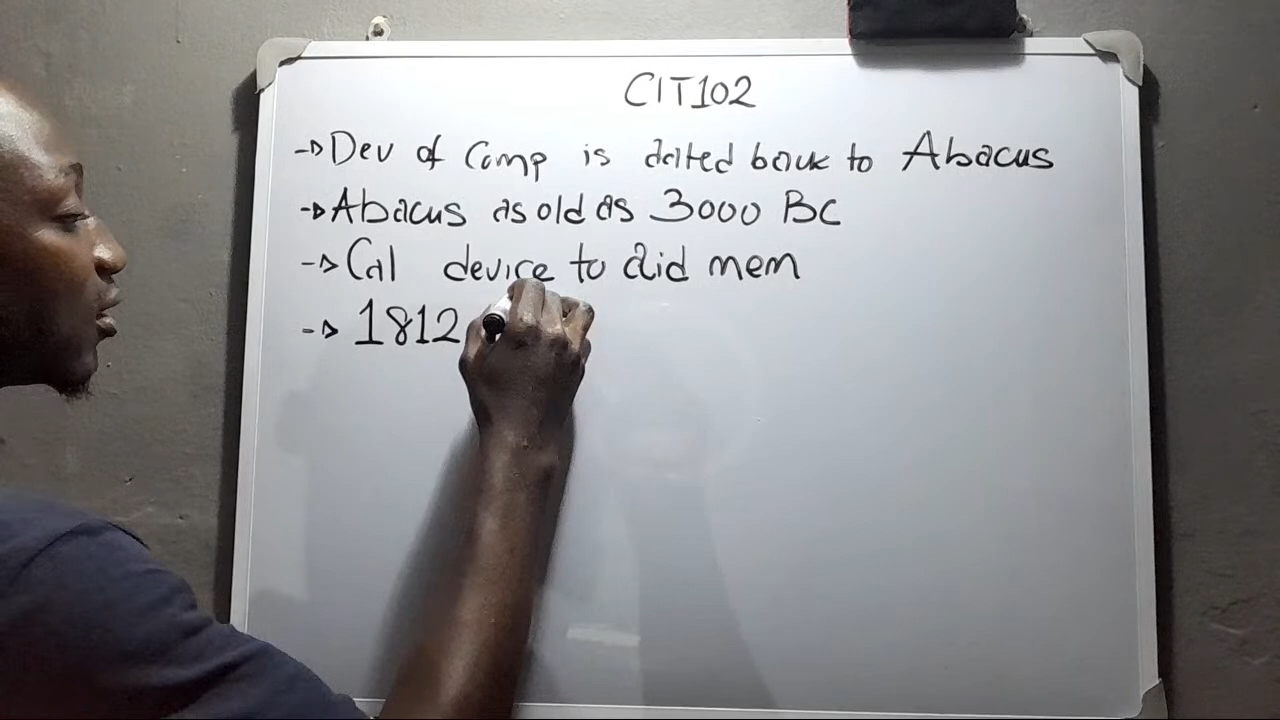 CIT102
→ Dev of Comp is dated back to Abacus
→ Abacus as old as 3000 BC
→ Cal device to aid mem
→ 1812